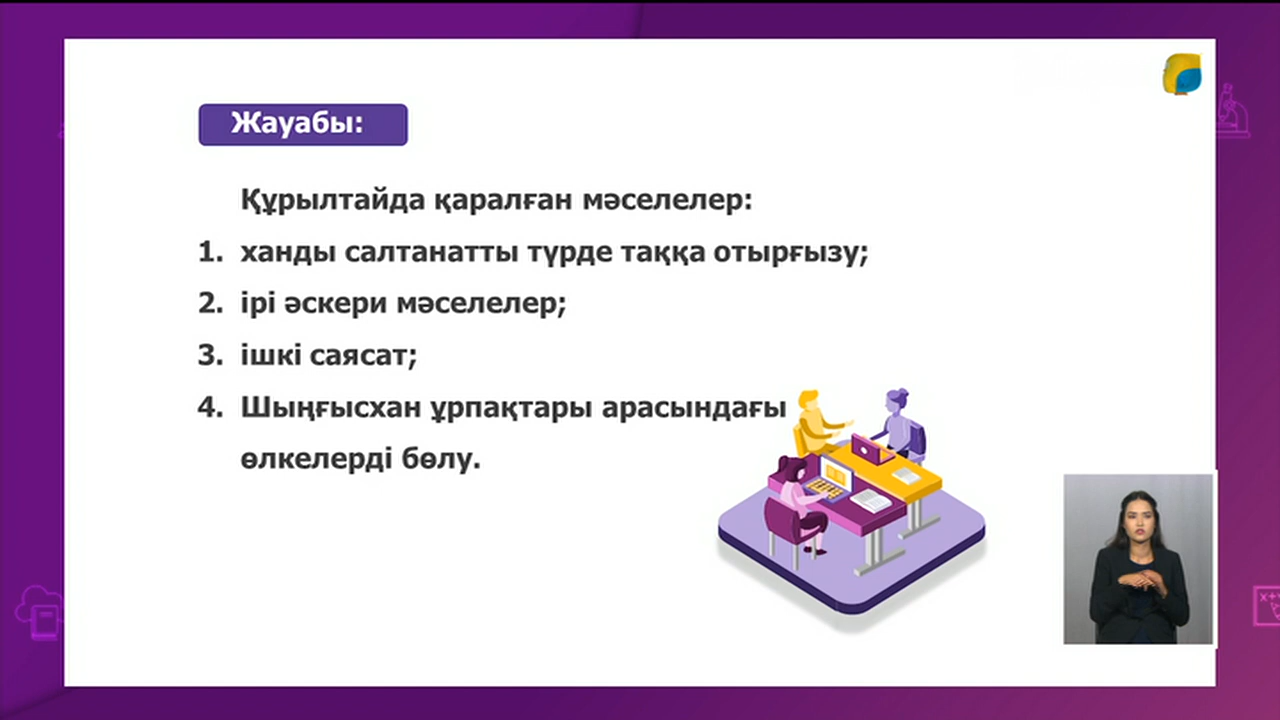 Жауабы:
Құрылтайда қаралған мәселелер:
1. ханды салтанатты түрде таққа отырғызу;
2. ірі әскери мәселелер;
3. ішкі саясат;
4. Шыңғысхан ұрпақтары арасындағы
өлкелерді бөлу.